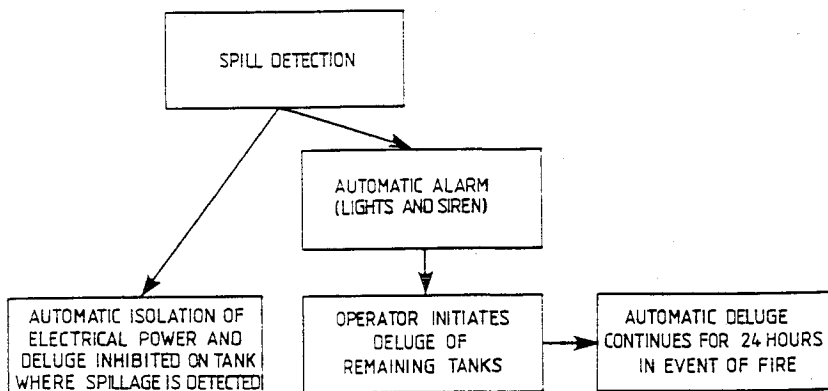 SPILL DETECTION
AUTOMATIC ALARM
(LIGHTS AND SIREN)
AUTOMATIC ISOLATION OF
ELECTRICAL POWER AND
DELUGE INHIBITED ON TANK
WHERE SPILLAGE IS DETECTED
OPERATOR INITIATES
DELUGE OF
REMAINING TANKS
AUTOMATIC DELUGE
CONTINUES FOR 24 HOURS
IN EVENT OF FIRE